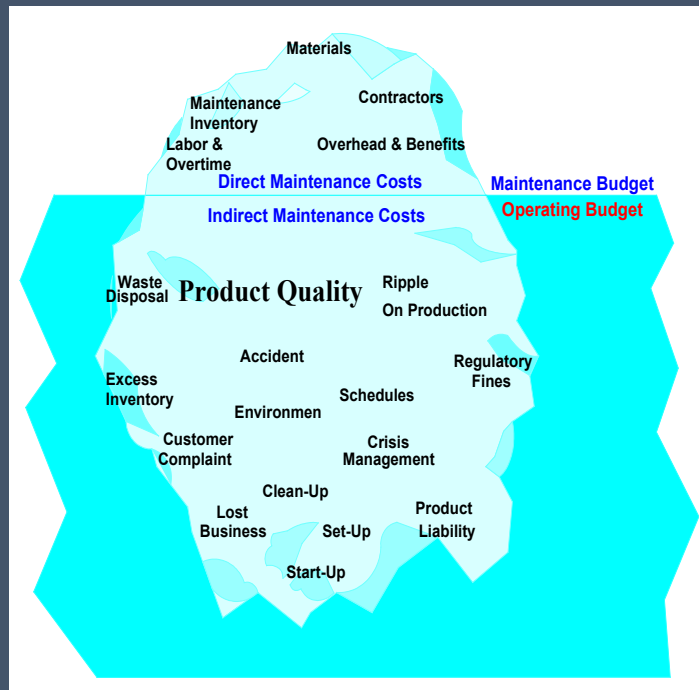 Materials
Maintenance
Inventory
Contractors
Labor &
Overtime
Overhead & Benefits
Direct Maintenance Costs
Maintenance Budget
Indirect Maintenance Costs
Operating Budget
Waste
Disposal
Product Quality
Ripple
On Production
Accident
Regulatory
Fines
Excess
Inventory
Schedules
Environmen
Customer
Complaint
Crisis
Management
Clean-Up
Lost
Business
Set-Up
Product
Liability
Start-Up